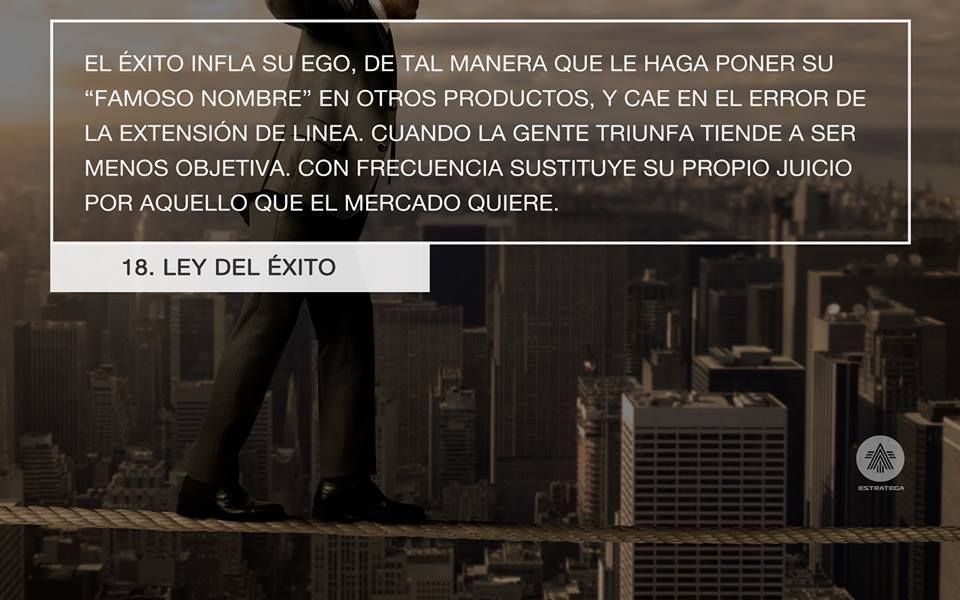 EL ÉXITO INFLA SU EGO, DE TAL MANERA QUE LE HAGA PONER SU
“FAMOSO NOMBRE” EN OTROS PRODUCTOS, Y CAE EN EL ERROR DE
LA EXTENSIÓN DE LINEA. CUANDO LA GENTE TRIUNFA TIENDE A SER
MENOS OBJETIVA. CON FRECUENCIA SUSTITUYE SU PROPIO JUICIO
POR AQUELLO QUE EL MERCADO QUIERE.
18. LEY DEL ÉXITO
ESTRATEGA